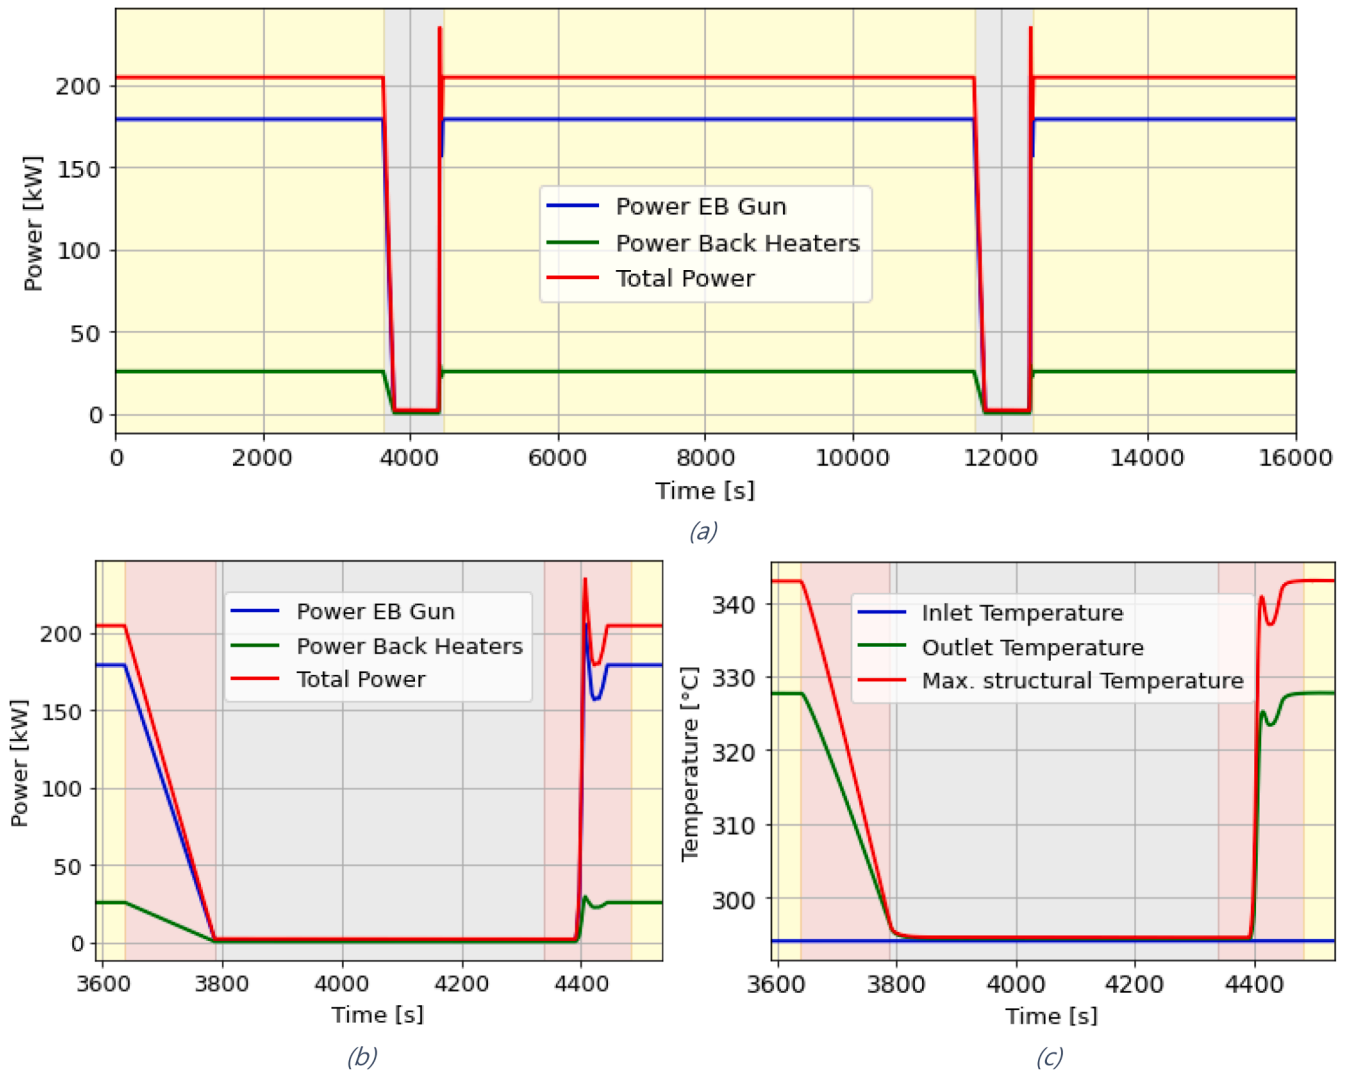 200
150
100
50
0
Power [kW]
Power EB Gun
Power Back Heaters
Total Power
0 2000 4000 6000 8000 10000 12000 14000 16000
Time [s]
(a)
200
150
100
50
0
Power [kW]
Power EB Gun
Power Back Heaters
Total Power
3600 3800 4000 4200 4400
Time [s]
(b)
340
330
320
310
300
Temperature [°C]
Inlet Temperature
Outlet Temperature
Max. structural Temperature
3600 3800 4000 4200 4400
Time [s]
(c)